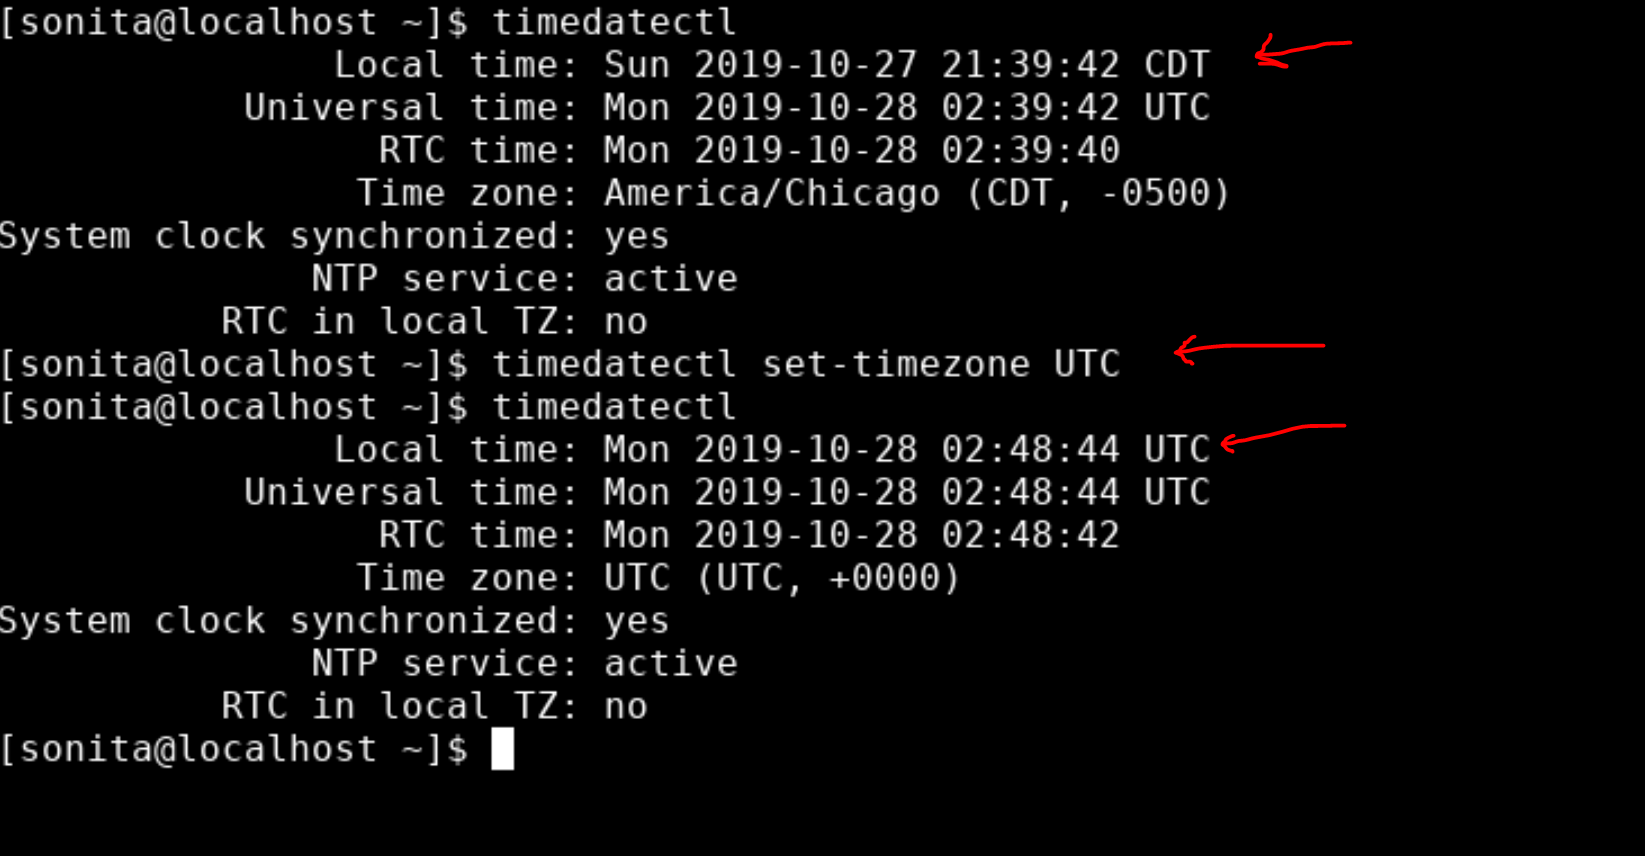 [sonita@localhost ~]$ timedatectl
Local time: Sun 2019-10-27 21:39:42 CDT
Universal time: Mon 2019-10-28 02:39:42 UTC
RTC time: Mon 2019-10-28 02:39:40
Time zone: America/Chicago (CDT, -0500)
System clock synchronized: yes
NTP service: active
RTC in local TZ: no
[sonita@localhost ~]$ timedatectl set-timezone UTC
[sonita@localhost ~]$ timedatectl
Local time: Mon 2019-10-28 02:48:44 UTC
Universal time: Mon 2019-10-28 02:48:44 UTC
RTC time: Mon 2019-10-28 02:48:42
Time zone: UTC (UTC, +0000)
System clock synchronized: yes
NTP service: active
RTC in local TZ: no
[sonita@localhost ~]$